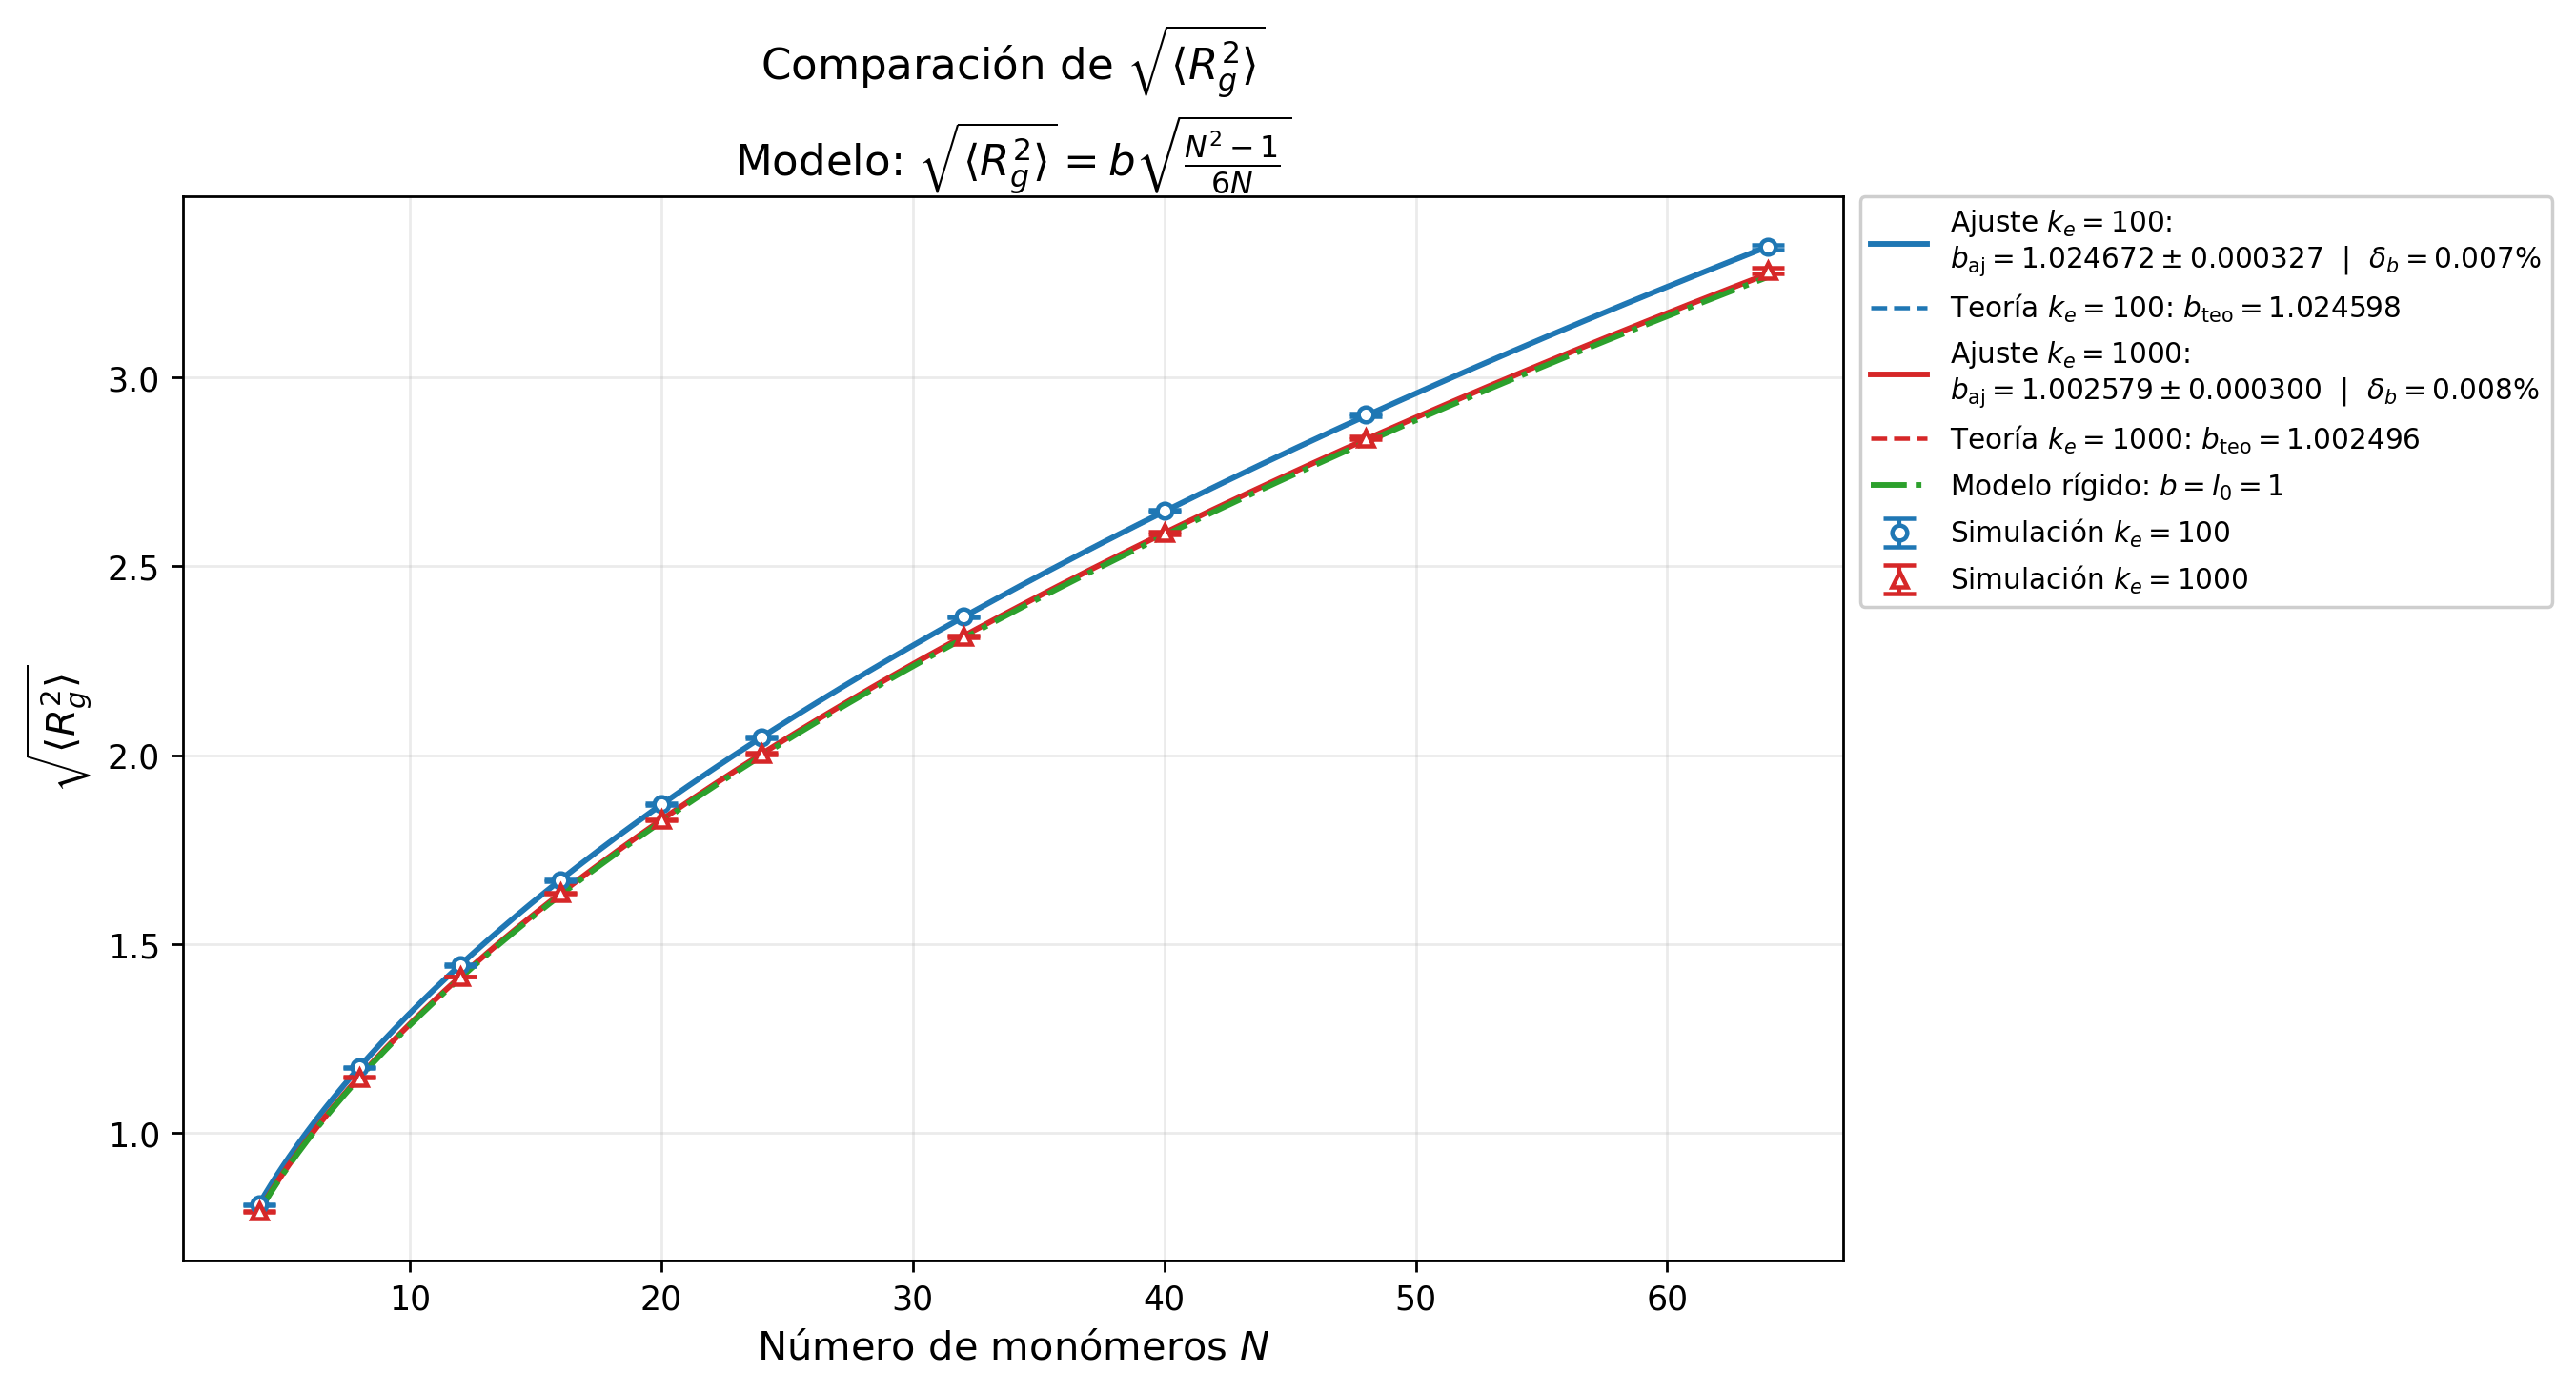 Comparación de √⟨R_g^2⟩
Modelo: √⟨R_g^2⟩ = b√((N^2 − 1)/(6N))
√⟨R_g^2⟩
3.0
2.5
2.0
1.5
1.0
10 20 30 40 50 60
Número de monómeros N
Ajuste k_e = 100:
b_aj = 1.024672 ± 0.000327 | δ_b = 0.007%
Teoría k_e = 100: b_teo = 1.024598
Ajuste k_e = 1000:
b_aj = 1.002579 ± 0.000300 | δ_b = 0.008%
Teoría k_e = 1000: b_teo = 1.002496
Modelo rígido: b = l_0 = 1
Simulación k_e = 100
Simulación k_e = 1000